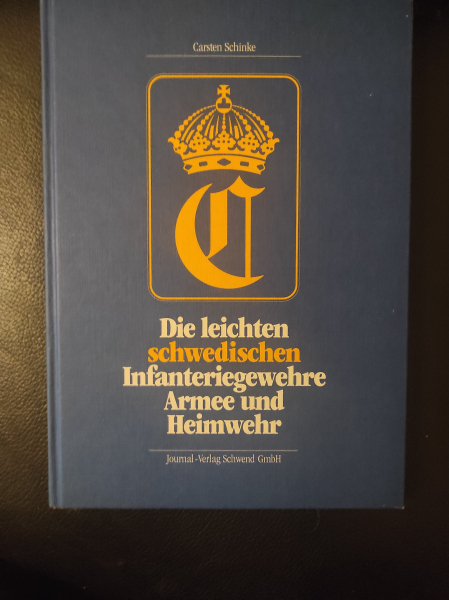 Carsten Schinke
C
Die leichten
schwedischen
Infanteriegewehre
Armee und
Heimwehr
Journal-Verlag Schwend GmbH